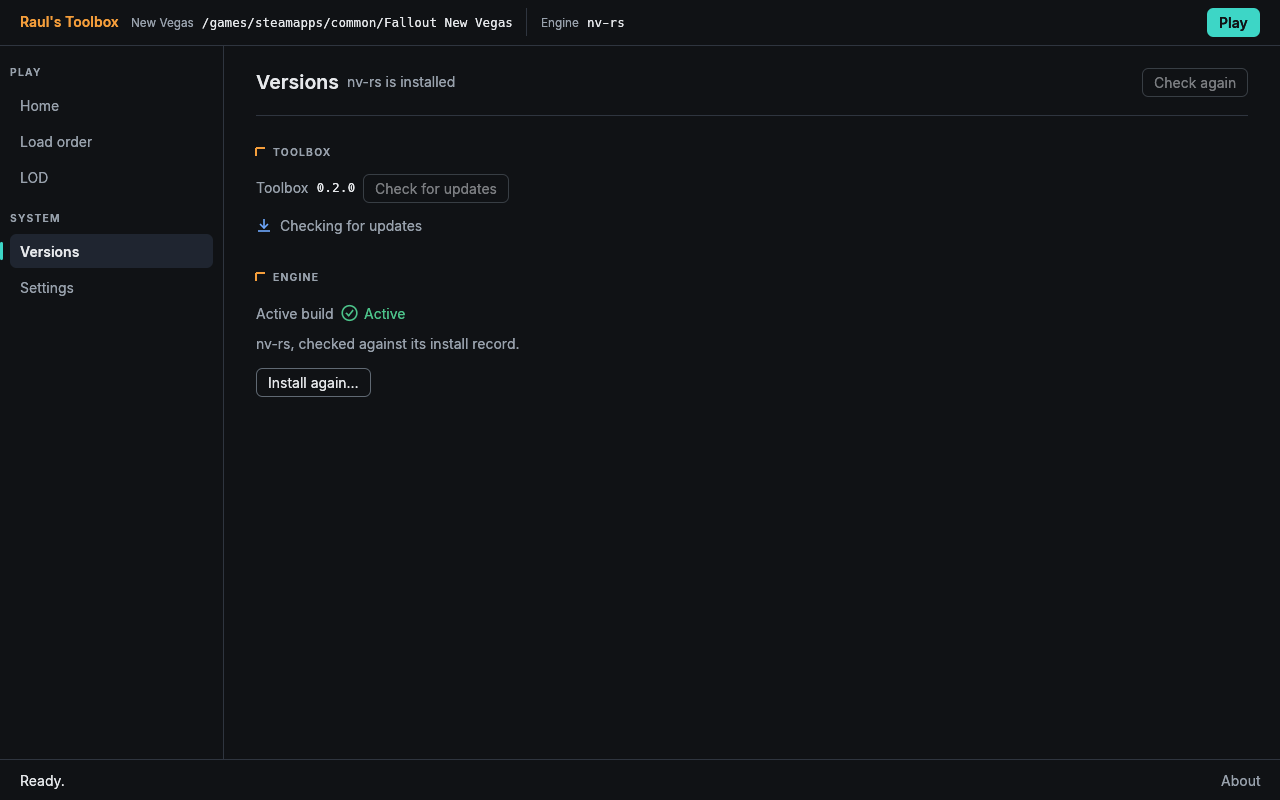 Raul's Toolbox New Vegas /games/steamapps/common/Fallout New Vegas Engine nv-rs Play
PLAY
Home
Load order
LOD
SYSTEM
Versions
Settings
Versions nv-rs is installed Check again
TOOLBOX
Toolbox 0.2.0 Check for updates
Checking for updates
ENGINE
Active build Active
nv-rs, checked against its install record.
Install again...
Ready. About